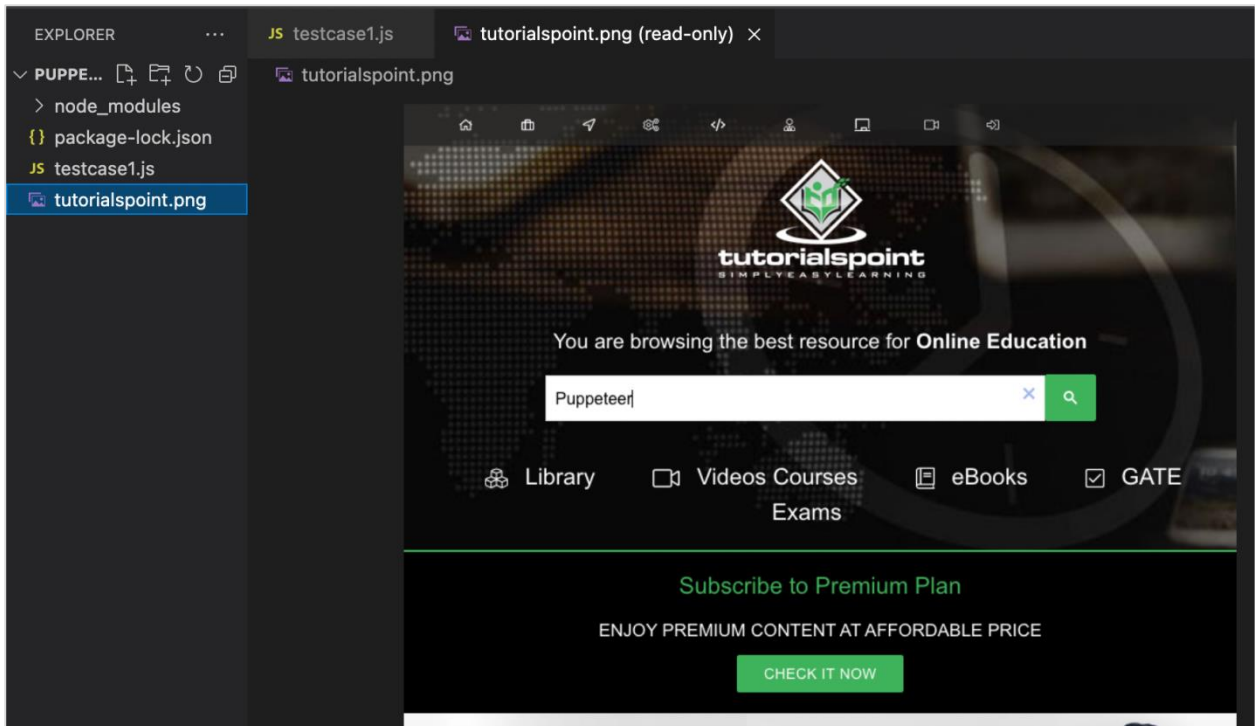 EXPLORER ...
JS testcase1.js
tutorialspoint.png (read-only)
PUPPE...
tutorialspoint.png
node_modules
{} package-lock.json
JS testcase1.js
tutorialspoint.png
tutorialspoint
SIMPLYEASYLEARNING
You are browsing the best resource for Online Education
Puppeteer
Library Videos Courses eBooks GATE
Exams
Subscribe to Premium Plan
ENJOY PREMIUM CONTENT AT AFFORDABLE PRICE
CHECK IT NOW